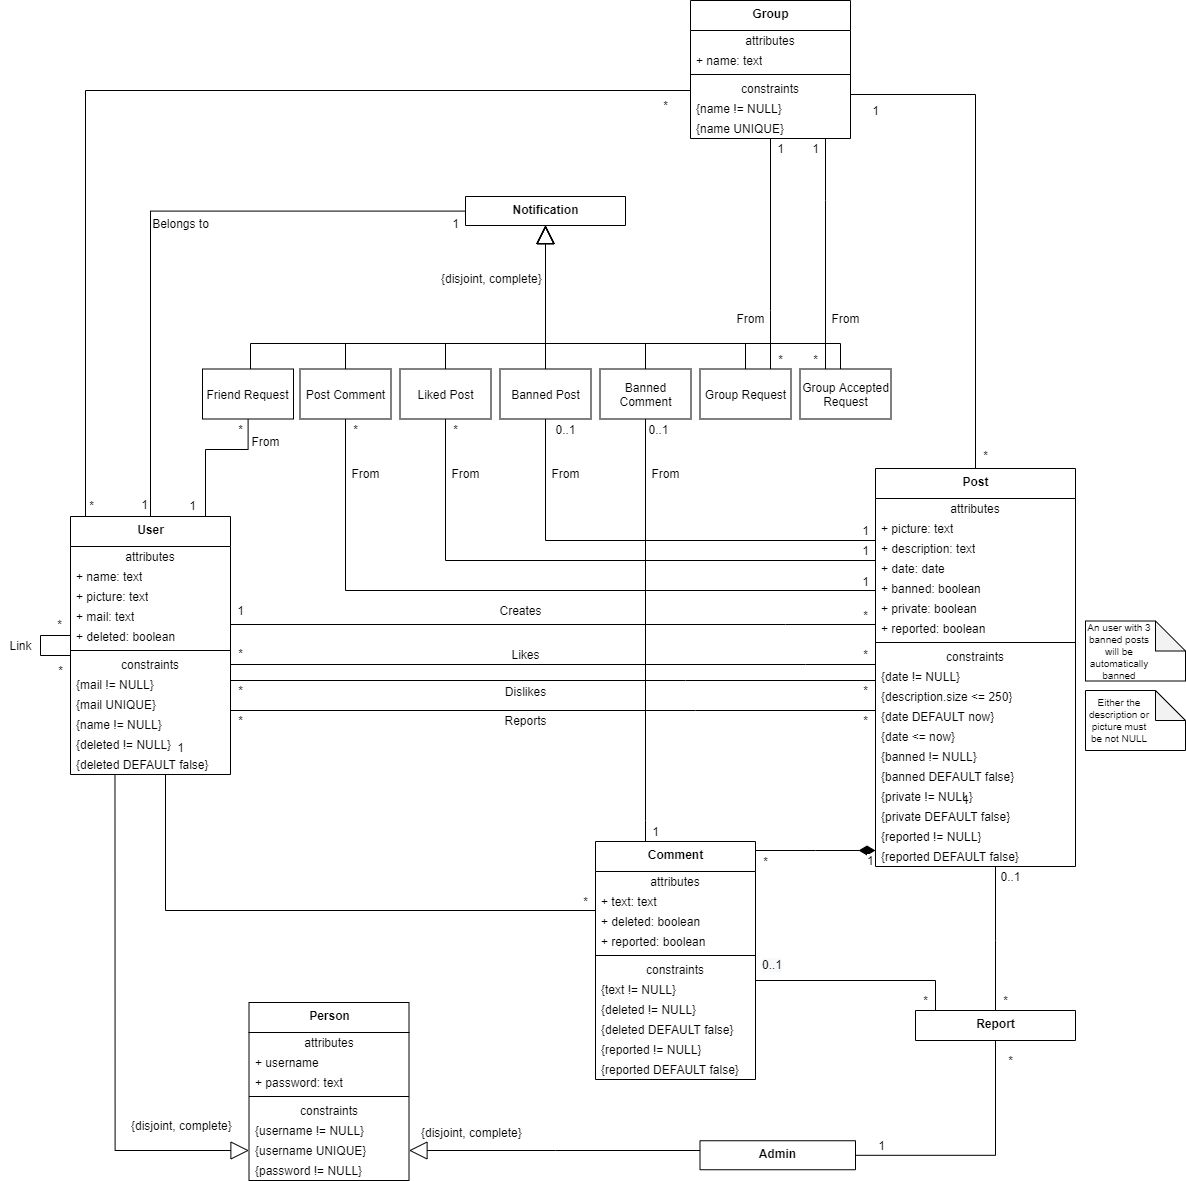 Group
attributes
+ name: text
constraints
{name != NULL}
{name UNIQUE}
*
1
1
1
Notification
Belongs to
1
{disjoint, complete}
From
From
*
*
Friend Request
Post Comment
Liked Post
Banned Post
Banned
Comment
Group Request
Group Accepted
Request
*
From
*
*
0..1
0..1
From
From
From
From
*
*
1
1
User
attributes
+ name: text
+ picture: text
+ mail: text
+ deleted: boolean
constraints
{mail != NULL}
{mail UNIQUE}
{name != NULL}
{deleted != NULL}
1
{deleted DEFAULT false}
Link
*
*
1
1
1
1
Creates
*
*
Likes
*
*
Dislikes
*
*
Reports
*
Post
attributes
+ picture: text
+ description: text
+ date: date
+ banned: boolean
+ private: boolean
+ reported: boolean
constraints
{date != NULL}
{description.size <= 250}
{date DEFAULT now}
{date <= now}
{banned != NULL}
{banned DEFAULT false}
{private != NULL}
{private DEFAULT false}
{reported != NULL}
{reported DEFAULT false}
An user with 3
banned posts
will be
automatically
banned
Either the
description or
picture must
be not NULL
1
Comment
attributes
+ text: text
+ deleted: boolean
+ reported: boolean
constraints
{text != NULL}
{deleted != NULL}
{deleted DEFAULT false}
{reported != NULL}
{reported DEFAULT false}
*
*
1
0..1
0..1
*
*
Report
*
Person
attributes
+ username
+ password: text
constraints
{username != NULL}
{username UNIQUE}
{password != NULL}
{disjoint, complete}
{disjoint, complete}
Admin
1